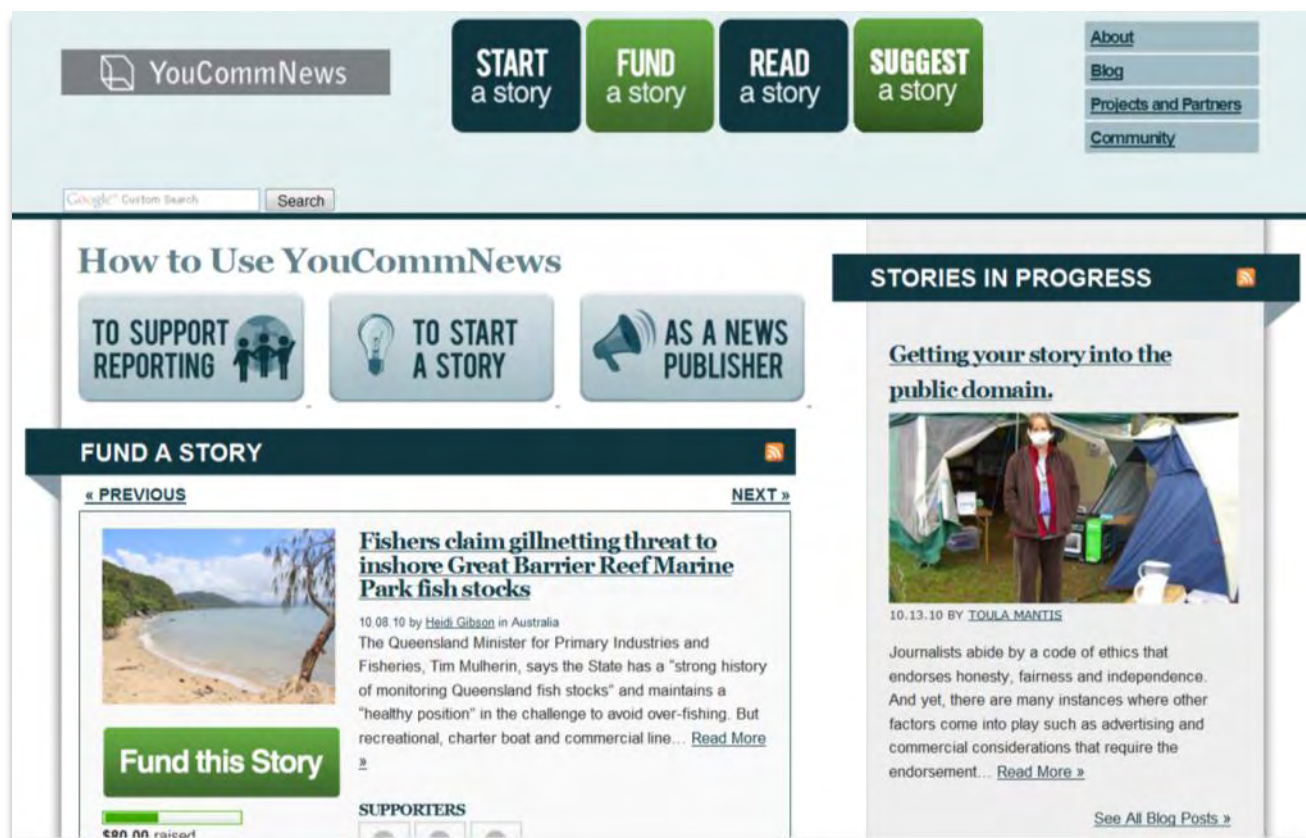 YouCommNews
START
a story
FUND
a story
READ
a story
SUGGEST
a story
About
Blog
Projects and Partners
Community
Google™ Custom Search
Search
How to Use YouCommNews
TO SUPPORT
REPORTING
TO START
A STORY
AS A NEWS
PUBLISHER
FUND A STORY
« PREVIOUS
NEXT »
Fishers claim gillnetting threat to
inshore Great Barrier Reef Marine
Park fish stocks
10.08.10 by Heidi Gibson in Australia
The Queensland Minister for Primary Industries and
Fisheries, Tim Mulherin, says the State has a "strong history
of monitoring Queensland fish stocks" and maintains a
"healthy position" in the challenge to avoid over-fishing. But
recreational, charter boat and commercial line... Read More
»
Fund this Story
$80.00 raised
SUPPORTERS
STORIES IN PROGRESS
Getting your story into the
public domain.
10.13.10 BY TOULA MANTIS
Journalists abide by a code of ethics that
endorses honesty, fairness and independence.
And yet, there are many instances where other
factors come into play such as advertising and
commercial considerations that require the
endorsement... Read More »
See All Blog Posts »